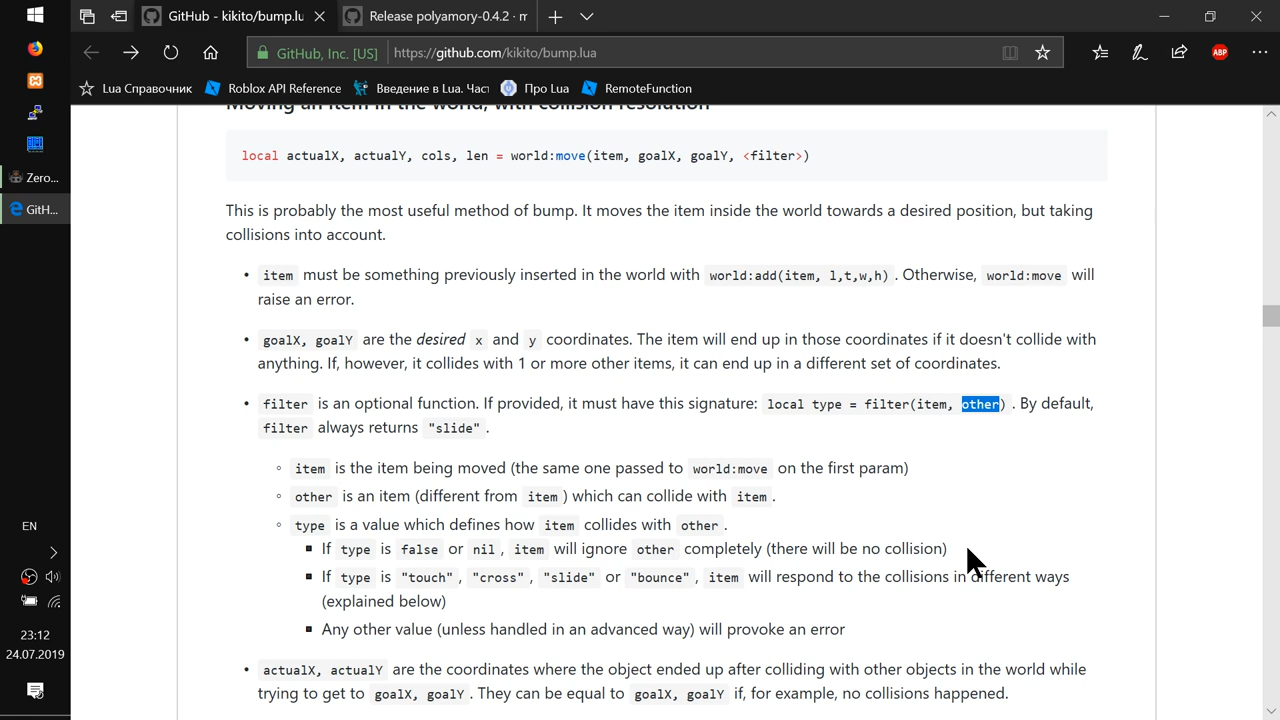 GitHub - kikito/bump.lu
Release polyamory-0.4.2 · m
GitHub, Inc. [US]
https://github.com/kikito/bump.lua
ABP
Lua Справочник
Roblox API Reference
Введение в Lua. Част
Про Lua
RemoteFunction
Zero...
GitH...
EN
23:12
24.07.2019
Moving an item in the world, with collision resolution
local actualX, actualY, cols, len = world:move(item, goalX, goalY, <filter>)
This is probably the most useful method of bump. It moves the item inside the world towards a desired position, but taking
collisions into account.
• item must be something previously inserted in the world with world:add(item, l,t,w,h) . Otherwise, world:move will
raise an error.
• goalX, goalY are the desired x and y coordinates. The item will end up in those coordinates if it doesn't collide with
anything. If, however, it collides with 1 or more other items, it can end up in a different set of coordinates.
• filter is an optional function. If provided, it must have this signature: local type = filter(item, other) . By default,
filter always returns "slide" .
◦ item is the item being moved (the same one passed to world:move on the first param)
◦ other is an item (different from item ) which can collide with item .
◦ type is a value which defines how item collides with other .
▪ If type is false or nil , item will ignore other completely (there will be no collision)
▪ If type is "touch" , "cross" , "slide" or "bounce" , item will respond to the collisions in different ways
(explained below)
▪ Any other value (unless handled in an advanced way) will provoke an error
• actualX, actualY are the coordinates where the object ended up after colliding with other objects in the world while
trying to get to goalX, goalY . They can be equal to goalX, goalY if, for example, no collisions happened.